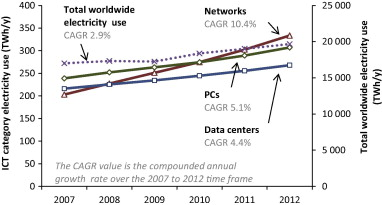 ICT category electricity use (TWh/y)
400
350
300
250
200
150
100
50
0
Total worldwide
electricity use
CAGR 2.9%
Networks
CAGR 10.4%
PCs
CAGR 5.1%
Data centers
CAGR 4.4%
The CAGR value is the compounded annual
growth rate over the 2007 to 2012 time frame
2007 2008 2009 2010 2011 2012
25 000
20 000
15 000
10 000
5 000
0
Total worldwide electricity use
(TWh/y)